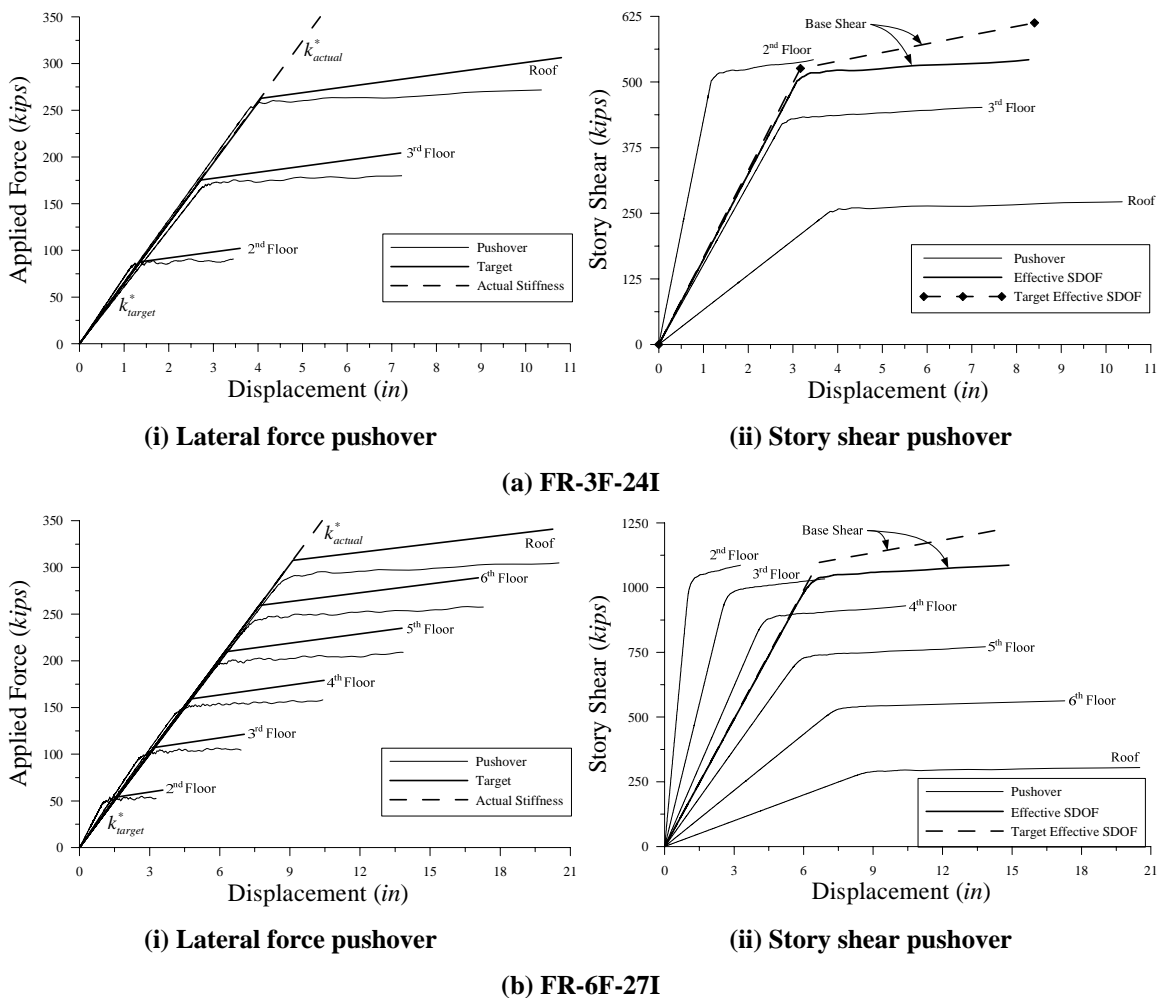 350
300
250
200
150
100
50
0
Applied Force (kips)
k*actual
Roof
3rd Floor
2nd Floor
k*target
Pushover
Target
Actual Stiffness
0 1 2 3 4 5 6 7 8 9 10 11
Displacement (in)
(i) Lateral force pushover
625
500
375
250
125
0
Story Shear (kips)
Base Shear
2nd Floor
3rd Floor
Roof
Pushover
Effective SDOF
Target Effective SDOF
0 1 2 3 4 5 6 7 8 9 10 11
Displacement (in)
(ii) Story shear pushover
(a) FR-3F-24I
350
300
250
200
150
100
50
0
Applied Force (kips)
k*actual
Roof
6th Floor
5th Floor
4th Floor
3rd Floor
2nd Floor
k*target
Pushover
Target
Actual Stiffness
0 3 6 9 12 15 18 21
Displacement (in)
(i) Lateral force pushover
1250
1000
750
500
250
0
Story Shear (kips)
Base Shear
2nd Floor
3rd Floor
4th Floor
5th Floor
6th Floor
Roof
Pushover
Effective SDOF
Target Effective SDOF
0 3 6 9 12 15 18 21
Displacement (in)
(ii) Story shear pushover
(b) FR-6F-27I